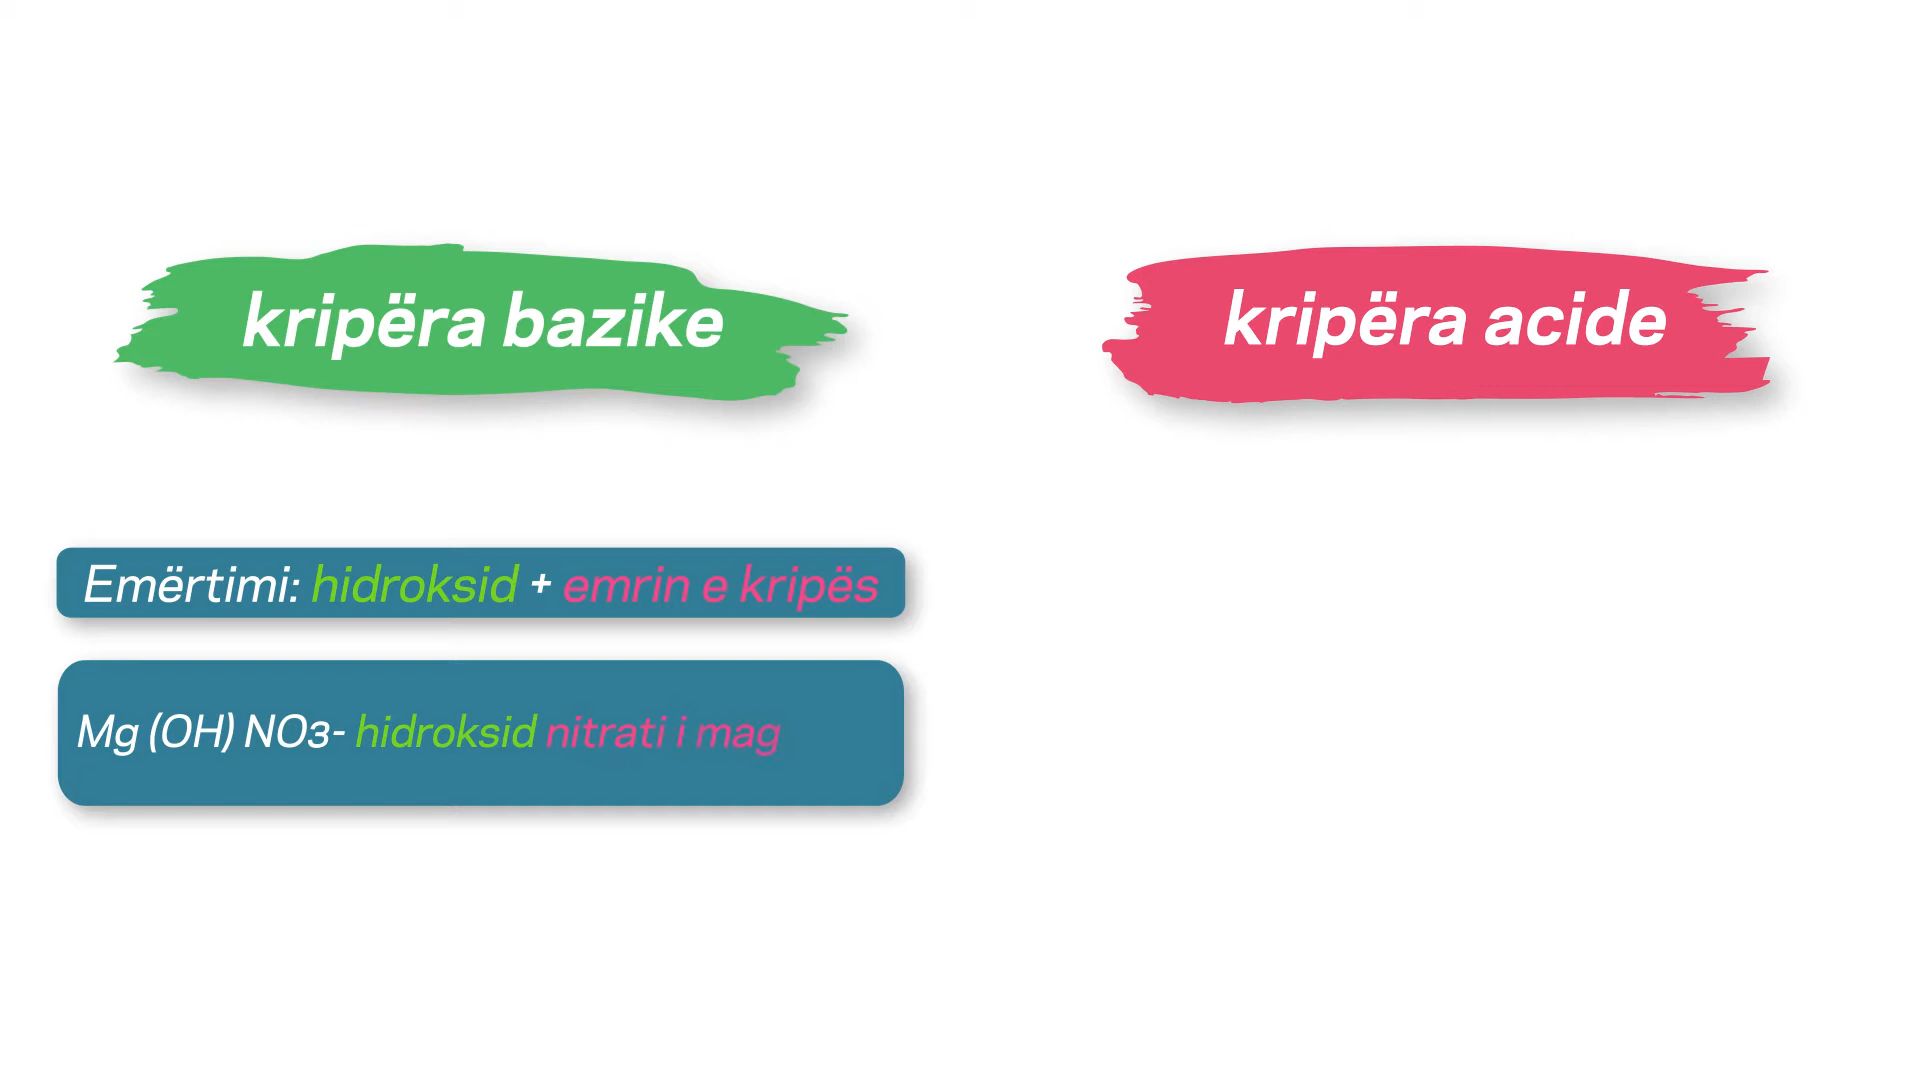 kripëra bazike
kripëra acide
Emërtimi: hidroksid + emrin e kripës
Mg (OH) NO3- hidroksid nitrati i mag